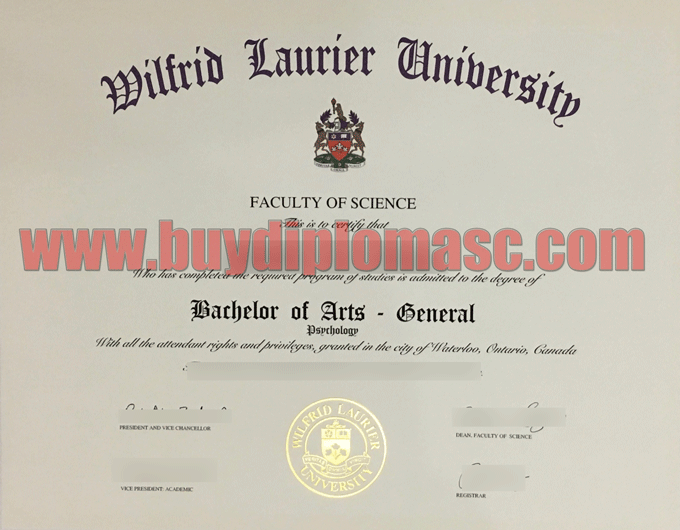 Wilfrid Laurier University
FACULTY OF SCIENCE
This is to certify that
www.buydiplomasc.com
Who has completed the required program of studies is admitted to the degree of
Bachelor of Arts - General
Psychology
With all the attendant rights and privileges, granted in the city of Waterloo, Ontario, Canada
WILFRID LAURIER
UNIVERSITY
PRESIDENT AND VICE CHANCELLOR
DEAN. FACULTY OF SCIENCE
VICE PRESIDENT: ACADEMIC
REGISTRAR